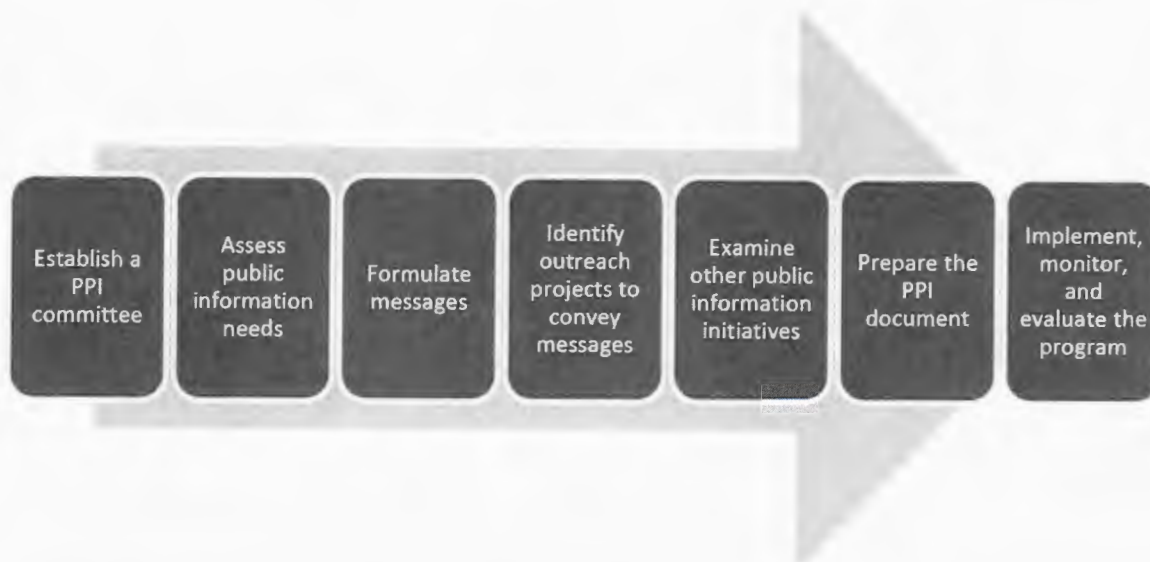 Establish a
PPI
committee
Assess
public
information
needs
Formulate
messages
Identify
outreach
projects to
convey
messages
Examine
other public
information
initiatives
Prepare the
PPI
document
Implement,
monitor,
and
evaluate the
program